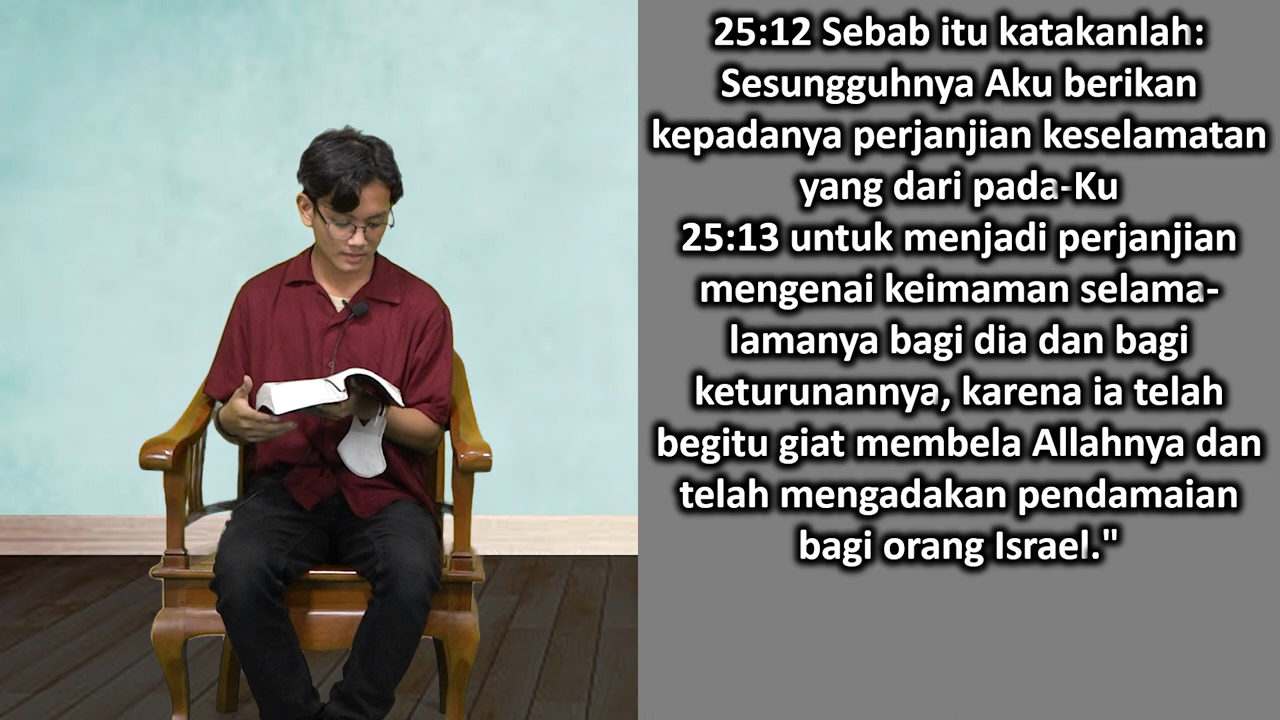 25:12 Sebab itu katakanlah:
Sesungguhnya Aku berikan
kepadanya perjanjian keselamatan
yang dari pada-Ku
25:13 untuk menjadi perjanjian
mengenai keimaman selama-
lamanya bagi dia dan bagi
keturunannya, karena ia telah
begitu giat membela Allahnya dan
telah mengadakan pendamaian
bagi orang Israel."